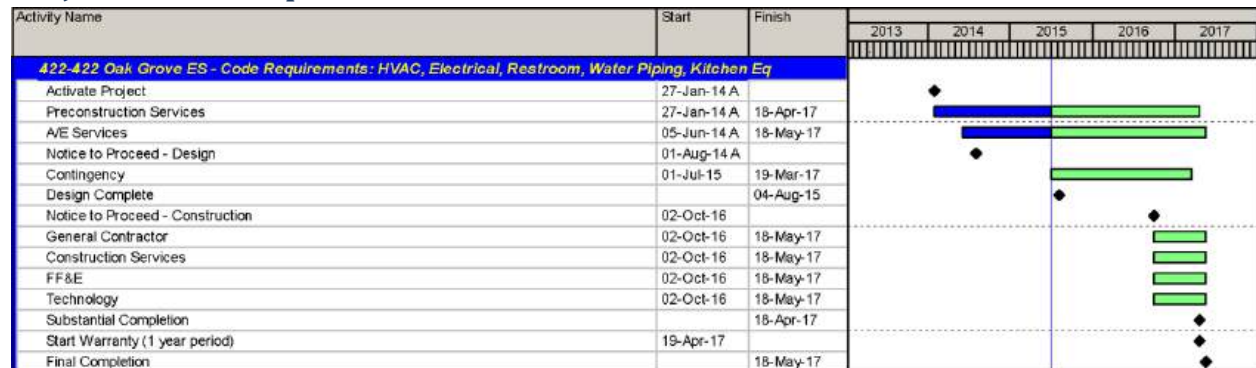 Activity Name Start Finish
2013 2014 2015 2016 2017
422-422 Oak Grove ES - Code Requirements: HVAC, Electrical, Restroom, Water Piping, Kitchen Eq
Activate Project 27-Jan-14 A
Preconstruction Services 27-Jan-14 A 18-Apr-17
A/E Services 05-Jun-14 A 18-May-17
Notice to Proceed - Design 01-Aug-14 A
Contingency 01-Jul-15 19-Mar-17
Design Complete 04-Aug-15
Notice to Proceed - Construction 02-Oct-16
General Contractor 02-Oct-16 18-May-17
Construction Services 02-Oct-16 18-May-17
FF&E 02-Oct-16 18-May-17
Technology 02-Oct-16 18-May-17
Substantial Completion 18-Apr-17
Start Warranty (1 year period) 19-Apr-17
Final Completion 18-May-17